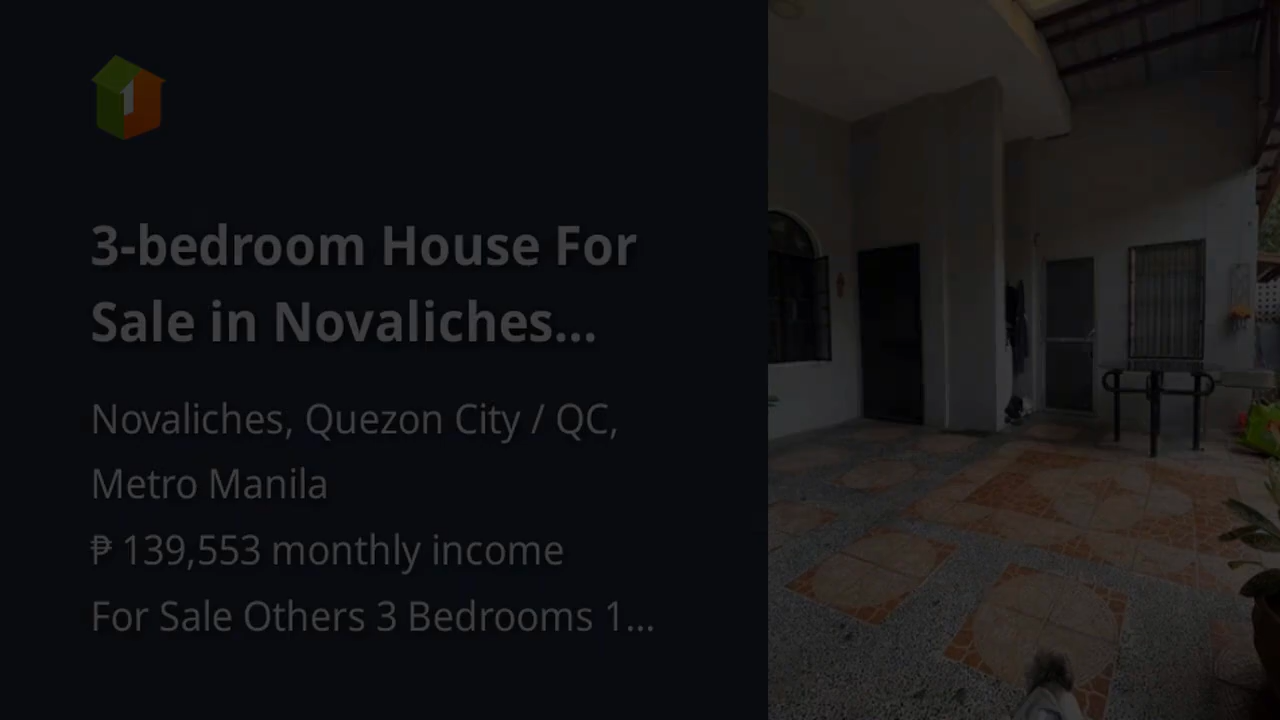 3-bedroom House For
Sale in Novaliches...
Novaliches, Quezon City / QC,
Metro Manila
₱ 139,553 monthly income
For Sale Others 3 Bedrooms 1...